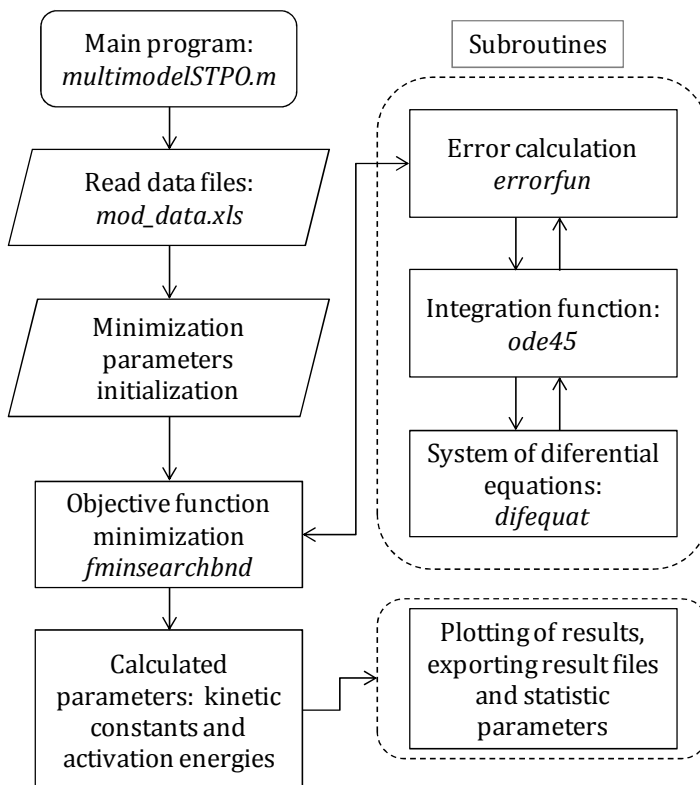 Main program:
multimodelSTPO.m
Read data files:
mod_data.xls
Minimization
parameters
initialization
Objective function
minimization
fminsearchbnd
Calculated
parameters: kinetic
constants and
activation energies
Subroutines
Error calculation
errorfun
Integration function:
ode45
System of diferential
equations:
difequat
Plotting of results,
exporting result files
and statistic
parameters